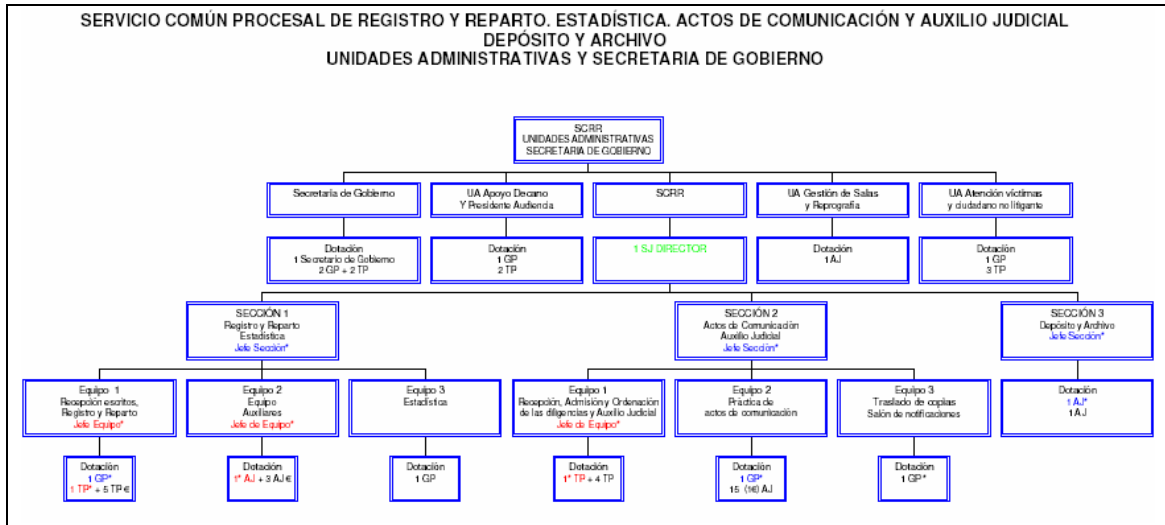 SERVICIO COMÚN PROCESAL DE REGISTRO Y REPARTO. ESTADÍSTICA. ACTOS DE COMUNICACIÓN Y AUXILIO JUDICIAL
DEPÓSITO Y ARCHIVO
UNIDADES ADMINISTRATIVAS Y SECRETARIA DE GOBIERNO
SCRR
UNIDADES ADMINISTRATIVAS
SECRETARIA DE GOBIERNO
Secretaria de Gobierno
UA Apoyo Decano
Y Presidente Audiencia
SCRR
UA Gestión de Salas
y Reprografía
UA Atención víctimas
y ciudadano no litigante
Dotación
1 Secretario de Gobierno
2 GP + 2 TP
Dotación
1 GP
2 TP
1 SJ DIRECTOR
Dotación
1 AJ
Dotación
1 GP
3 TP
SECCIÓN 1
Registro y Reparto
Estadística
Jefe Sección*
SECCIÓN 2
Actos de Comunicación
Auxilio Judicial
Jefe Sección*
SECCIÓN 3
Depósito y Archivo
Jefe Sección*
Equipo 1
Recepción escritos,
Registro y Reparto
Jefe Equipo*
Equipo 2
Equipo
Auxiliares
Jefe de Equipo*
Equipo 3
Estadística
Equipo 1
Recepción, Admisión y Ordenación
de las diligencias y Auxilio Judicial
Jefe de Equipo*
Equipo 2
Práctica de
actos de comunicación
Equipo 3
Traslado de copias
Salón de notificaciones
Dotación
1 AJ*
1 AJ
Dotación
1 GP*
1 TP* + 5 TP €
Dotación
1* AJ + 3 AJ €
Dotación
1 GP
Dotación
1* TP + 4 TP
Dotación
1 GP*
15 (1€) AJ
Dotación
1 GP*